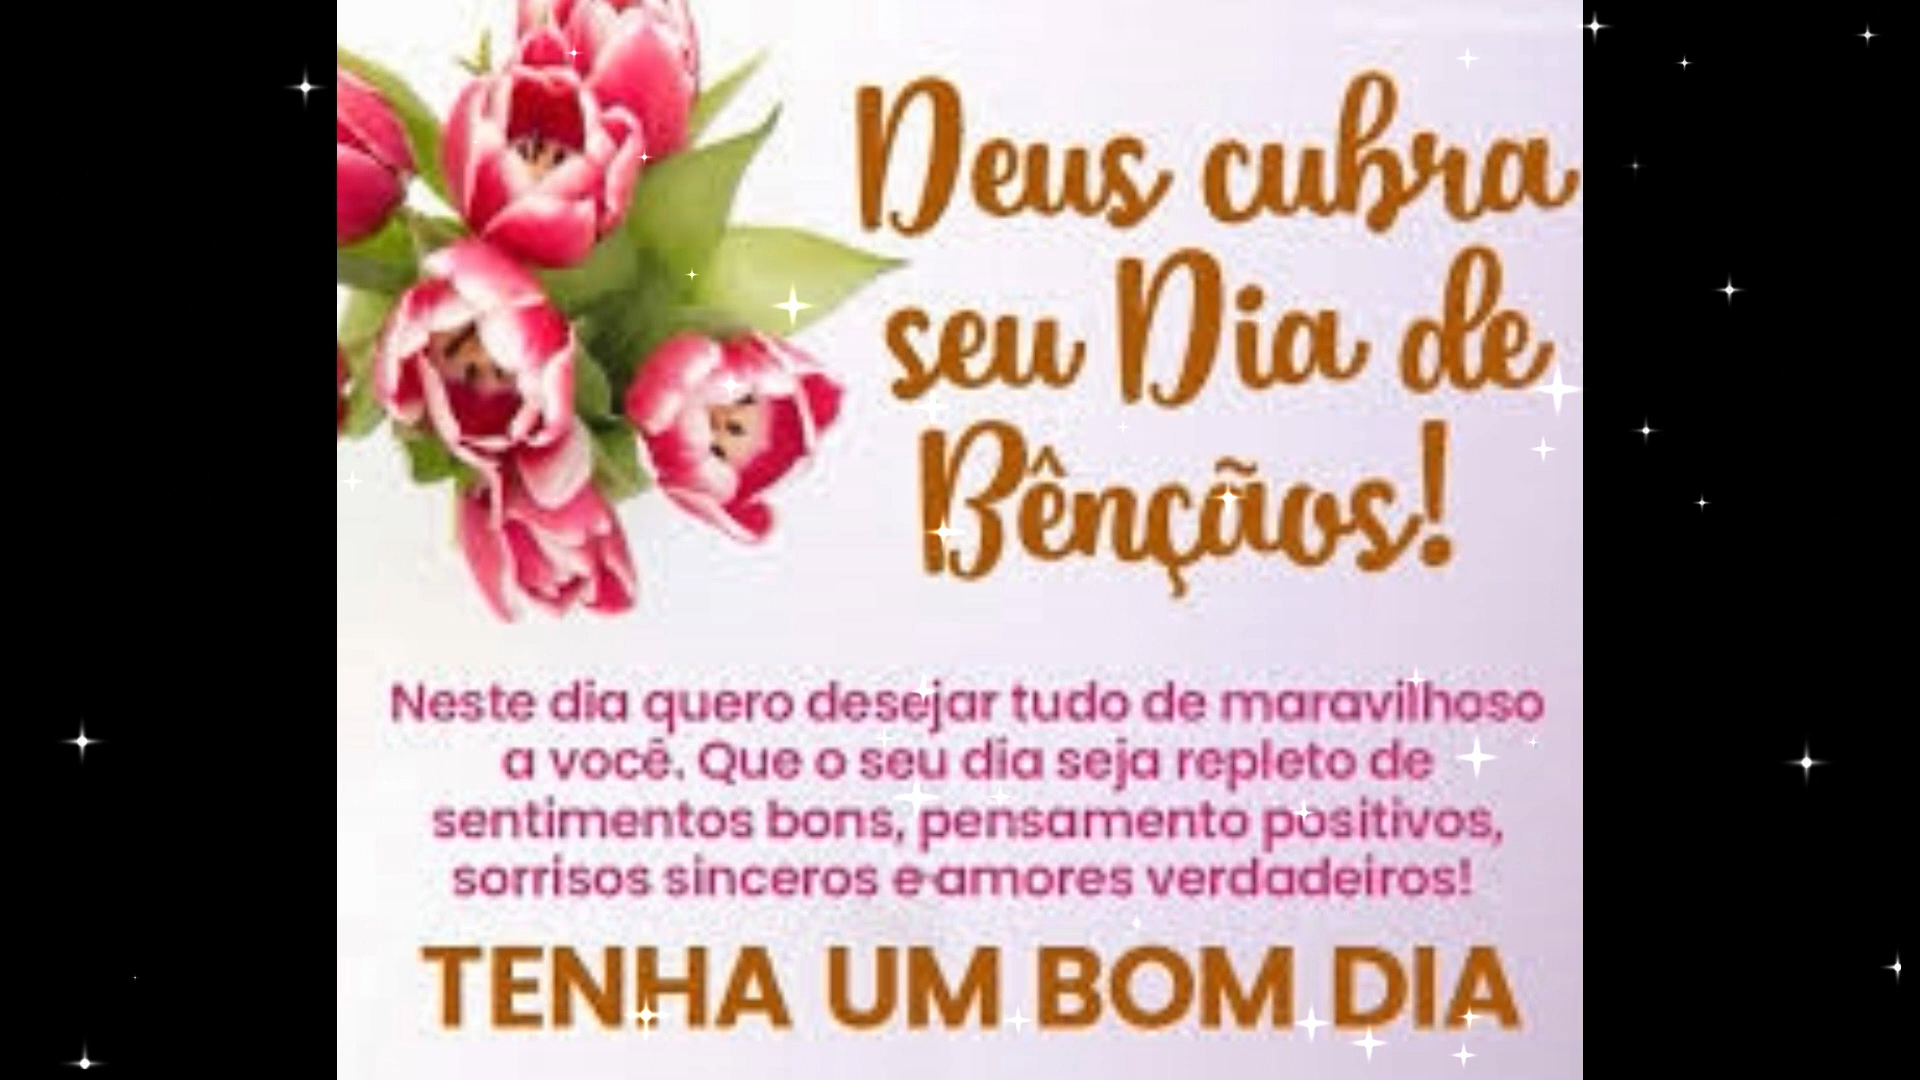 Deus cubra
seu Dia de
Bênçãos!
Neste dia quero desejar tudo de maravilhoso
a você. Que o seu dia seja repleto de
sentimentos bons, pensamento positivos,
sorrisos sinceros e amores verdadeiros!
TENHA UM BOM DIA